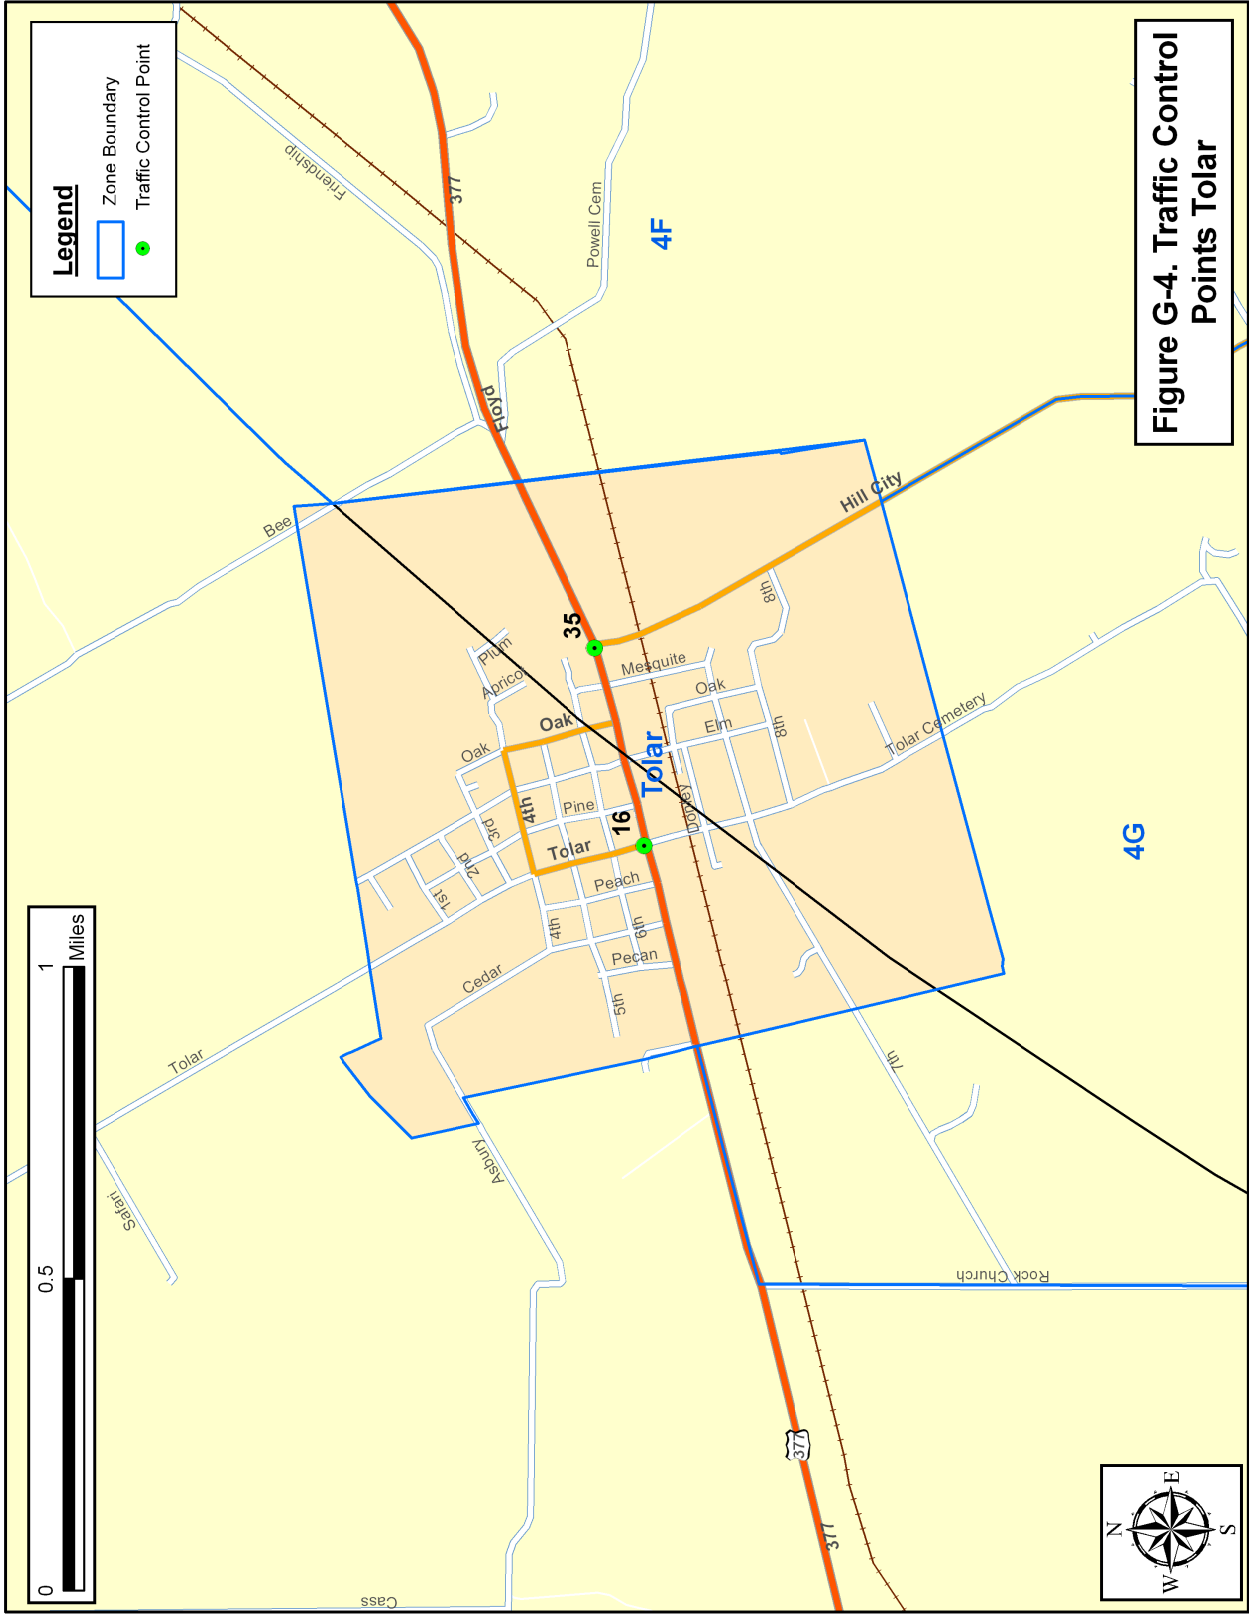 Legend
Zone Boundary
Traffic Control Point
Figure G-4. Traffic Control
Points Tolar
0
0.5
1
Miles
N
W
E
S
Cass
Safari
Tolar
Asbury
Cedar
Bee
Friendship
377
Floyd
Powell Cem
4F
Hill City
35
16
Tolar
4G
Plum
Apricot
Oak
Oak
4th
3rd
2nd
1st
Pine
Tolar
Peach
4th
6th
Pecan
5th
Mesquite
Oak
Elm
8th
8th
Dorney
Tolar Cemetery
7th
Rock Church
377
377